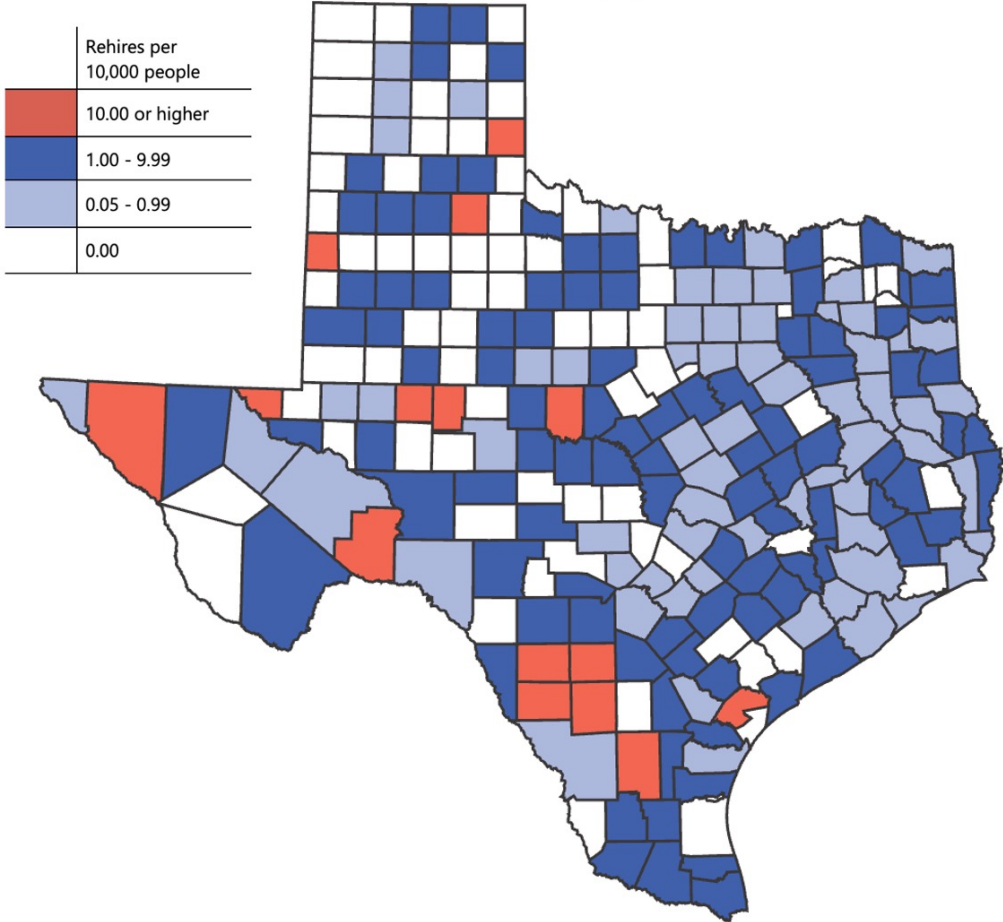 Rehires per
10,000 people
10.00 or higher
1.00 - 9.99
0.05 - 0.99
0.00